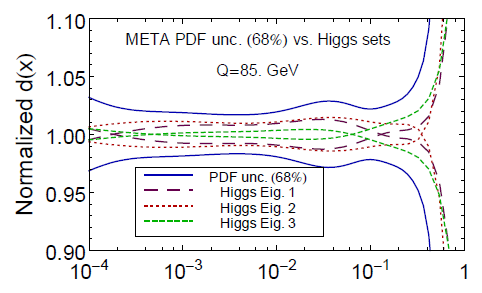 META PDF unc. (68%) vs. Higgs sets
Q=85. GeV
Normalized d(x)
1.10
1.05
1.00
0.95
0.90
PDF unc. (68%)
Higgs Eig. 1
Higgs Eig. 2
Higgs Eig. 3
10⁻⁴ 10⁻³ 10⁻² 10⁻¹ 1